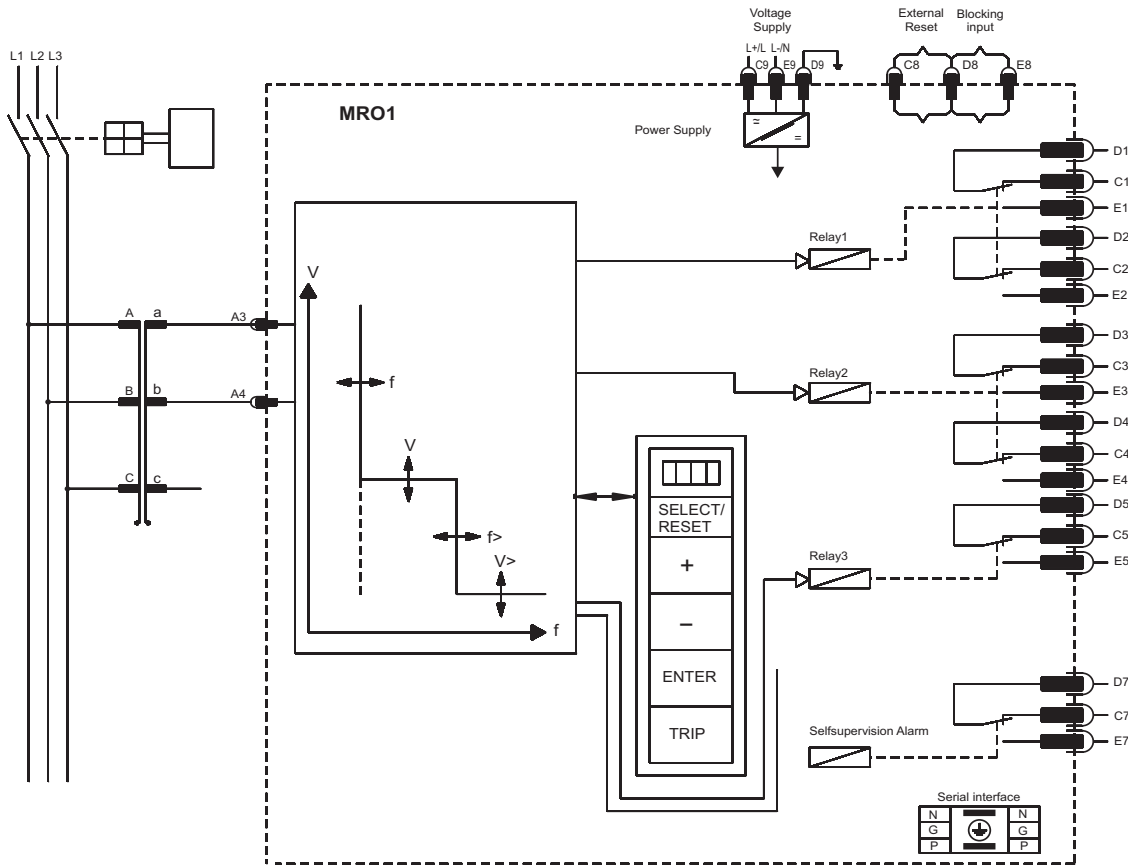 Voltage
Supply
External
Reset
Blocking
input
L+/L L-/N
C9 E9 D9
C8 D8 E8
L1 L2 L3
MRO1
Power Supply
D1
C1
E1
Relay1
D2
C2
E2
V
A a A3
f
B b A4
C c
V
f>
V>
f
SELECT/
RESET
+
−
ENTER
TRIP
Relay2
D3
C3
E3
D4
C4
E4
D5
C5
E5
Relay3
D7
C7
E7
Selfsupervision Alarm
Serial interface
N N
G G
P P